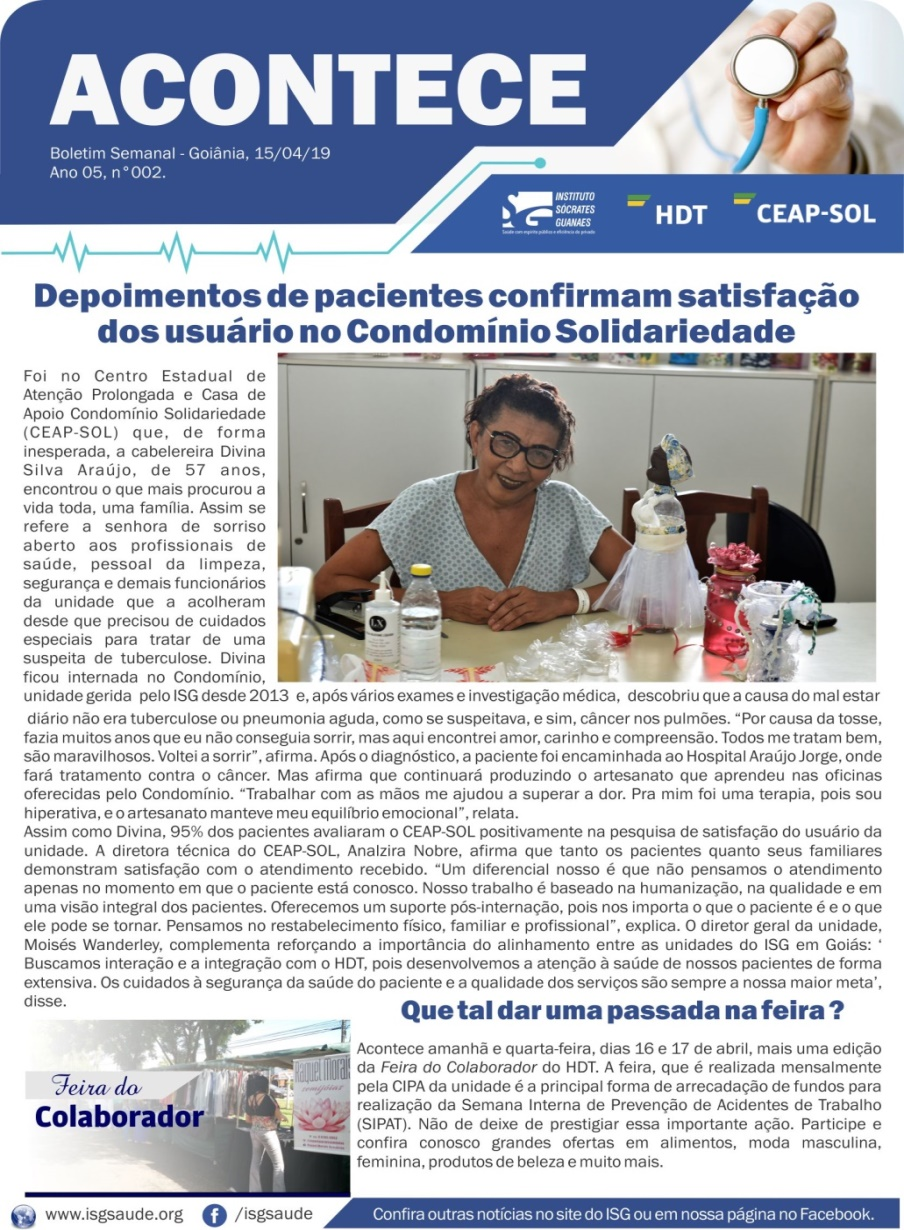 ACONTECE
Boletim Semanal - Goiânia, 15/04/19
Ano 05, n°002.
INSTITUTO
SÓCRATES
GUANAES
Saúde com espírito público e eficiência do privado
HDT
CEAP-SOL
Depoimentos de pacientes confirmam satisfação
dos usuário no Condomínio Solidariedade
Foi no Centro Estadual de
Atenção Prolongada e Casa de
Apoio Condomínio Solidariedade
(CEAP-SOL) que, de forma
inesperada, a cabelereira Divina
Silva Araújo, de 57 anos,
encontrou o que mais procurou a
vida toda, uma família. Assim se
refere a senhora de sorriso
aberto aos profissionais de
saúde, pessoal da limpeza,
segurança e demais funcionários
da unidade que a acolheram
desde que precisou de cuidados
especiais para tratar de uma
suspeita de tuberculose. Divina
ficou internada no Condomínio,
unidade gerida pelo ISG desde 2013 e, após vários exames e investigação médica, descobriu que a causa do mal estar
diário não era tuberculose ou pneumonia aguda, como se suspeitava, e sim, câncer nos pulmões. “Por causa da tosse,
fazia muitos anos que eu não conseguia sorrir, mas aqui encontrei amor, carinho e compreensão. Todos me tratam bem,
são maravilhosos. Voltei a sorrir”, afirma. Após o diagnóstico, a paciente foi encaminhada ao Hospital Araújo Jorge, onde
fará tratamento contra o câncer. Mas afirma que continuará produzindo o artesanato que aprendeu nas oficinas
oferecidas pelo Condomínio. “Trabalhar com as mãos me ajudou a superar a dor. Pra mim foi uma terapia, pois sou
hiperativa, e o artesanato manteve meu equilíbrio emocional”, relata.
Assim como Divina, 95% dos pacientes avaliaram o CEAP-SOL positivamente na pesquisa de satisfação do usuário da
unidade. A diretora técnica do CEAP-SOL, Analzira Nobre, afirma que tanto os pacientes quanto seus familiares
demonstram satisfação com o atendimento recebido. “Um diferencial nosso é que não pensamos o atendimento
apenas no momento em que o paciente está conosco. Nosso trabalho é baseado na humanização, na qualidade e em
uma visão integral dos pacientes. Oferecemos um suporte pós-internação, pois nos importa o que o paciente é e o que
ele pode se tornar. Pensamos no restabelecimento físico, familiar e profissional”, explica. O diretor geral da unidade,
Moisés Wanderley, complementa reforçando a importância do alinhamento entre as unidades do ISG em Goiás: ‘
Buscamos interação e a integração com o HDT, pois desenvolvemos a atenção à saúde de nossos pacientes de forma
extensiva. Os cuidados à segurança da saúde do paciente e a qualidade dos serviços são sempre a nossa maior meta’,
disse.
Que tal dar uma passada na feira ?
Feira do
Colaborador
Raquel Morais
Acontece amanhã e quarta-feira, dias 16 e 17 de abril, mais uma edição
da Feira do Colaborador do HDT. A feira, que é realizada mensalmente
pela CIPA da unidade é a principal forma de arrecadação de fundos para
realização da Semana Interna de Prevenção de Acidentes de Trabalho
(SIPAT). Não de deixe de prestigiar essa importante ação. Participe e
confira conosco grandes ofertas em alimentos, moda masculina,
feminina, produtos de beleza e muito mais.
www.isgsaude.org
/isgsaude
Confira outras notícias no site do ISG ou em nossa página no Facebook.